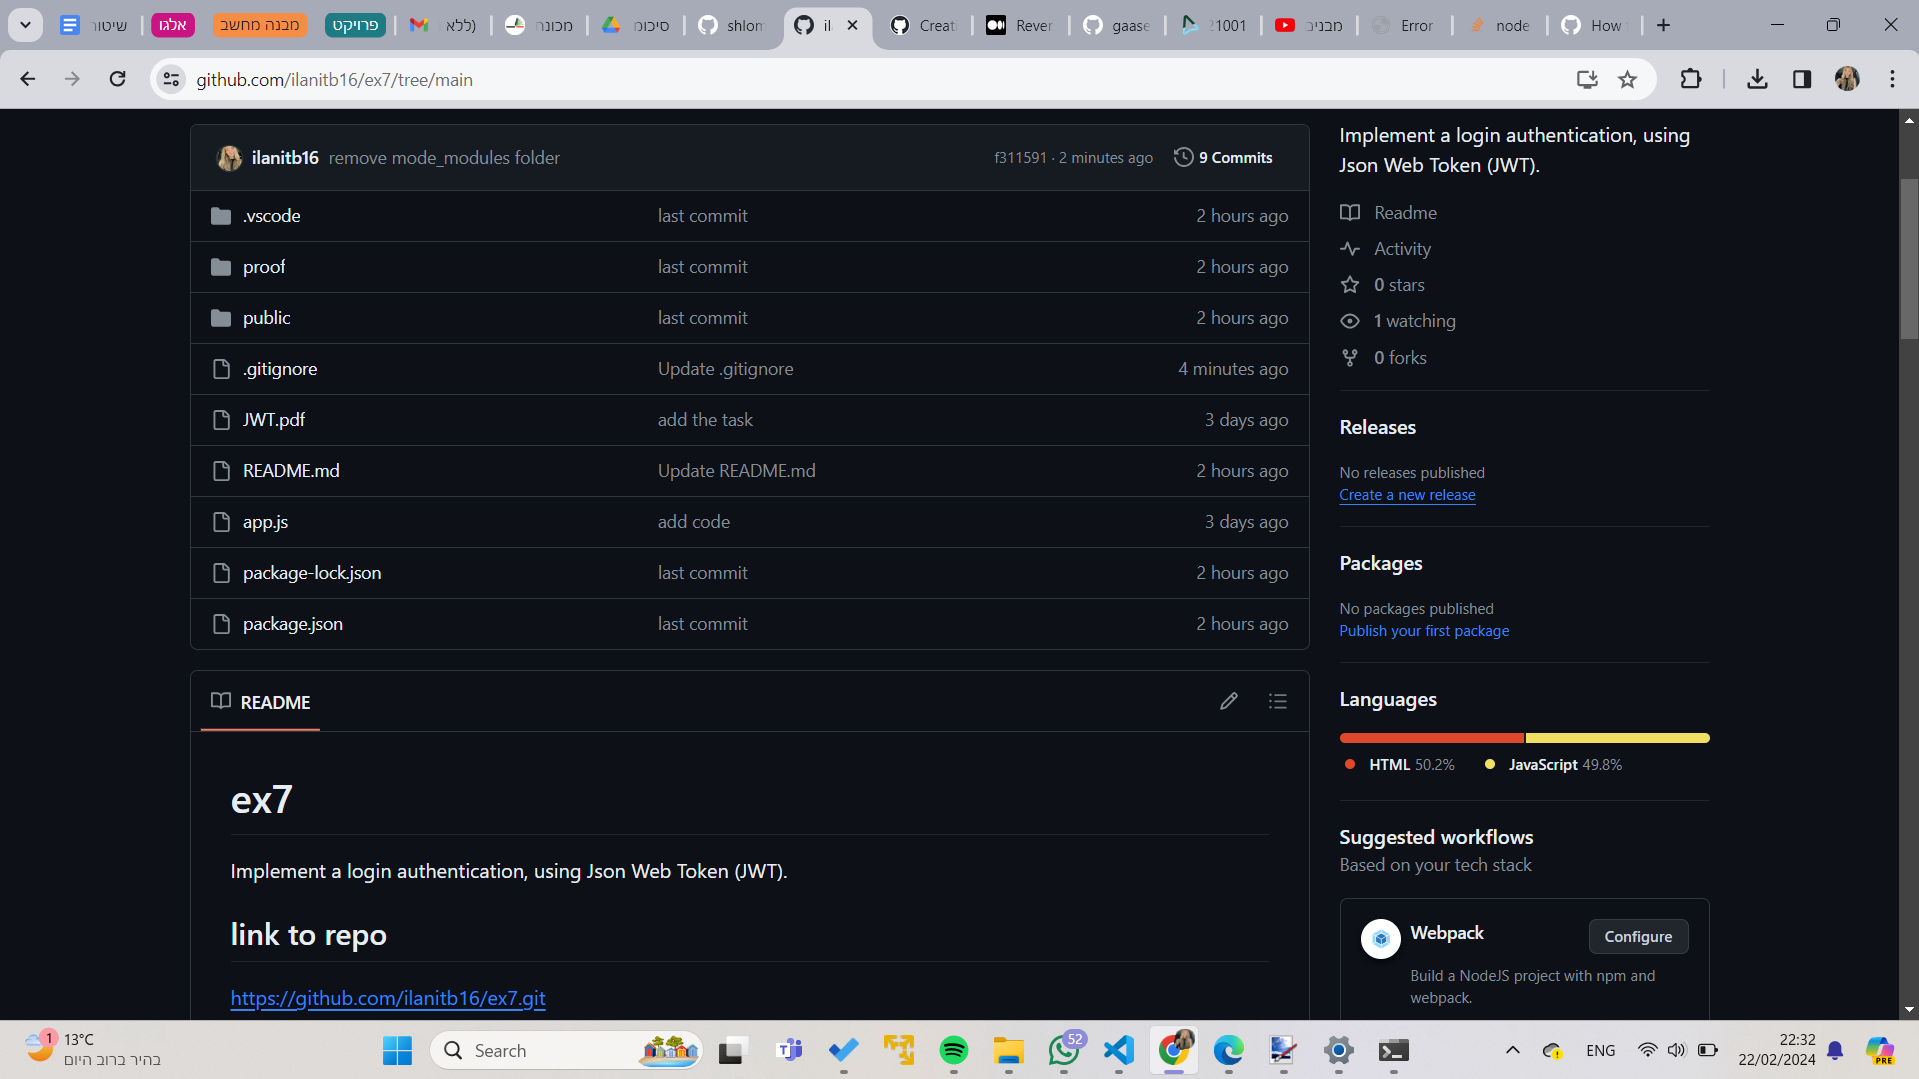 שיטור
אלגו
מבנה מחשב
פרויקט
(ללא
מכונה
סיכומ
shlom
il
Creat
Rever
gaase
21001
מבנים
Error
node
How
github.com/ilanitb16/ex7/tree/main
ilanitb16 remove mode_modules folder f311591 · 2 minutes ago 9 Commits
.vscode last commit 2 hours ago
proof last commit 2 hours ago
public last commit 2 hours ago
.gitignore Update .gitignore 4 minutes ago
JWT.pdf add the task 3 days ago
README.md Update README.md 2 hours ago
app.js add code 3 days ago
package-lock.json last commit 2 hours ago
package.json last commit 2 hours ago
README
ex7
Implement a login authentication, using Json Web Token (JWT).
link to repo
https://github.com/ilanitb16/ex7.git
Implement a login authentication, using
Json Web Token (JWT).
Readme
Activity
0 stars
1 watching
0 forks
Releases
No releases published
Create a new release
Packages
No packages published
Publish your first package
Languages
HTML 50.2% JavaScript 49.8%
Suggested workflows
Based on your tech stack
Webpack
Configure
Build a NodeJS project with npm and
webpack.
1
13°C
בהיר ברוב היום
Search
52
ENG
22:32
22/02/2024
PRE